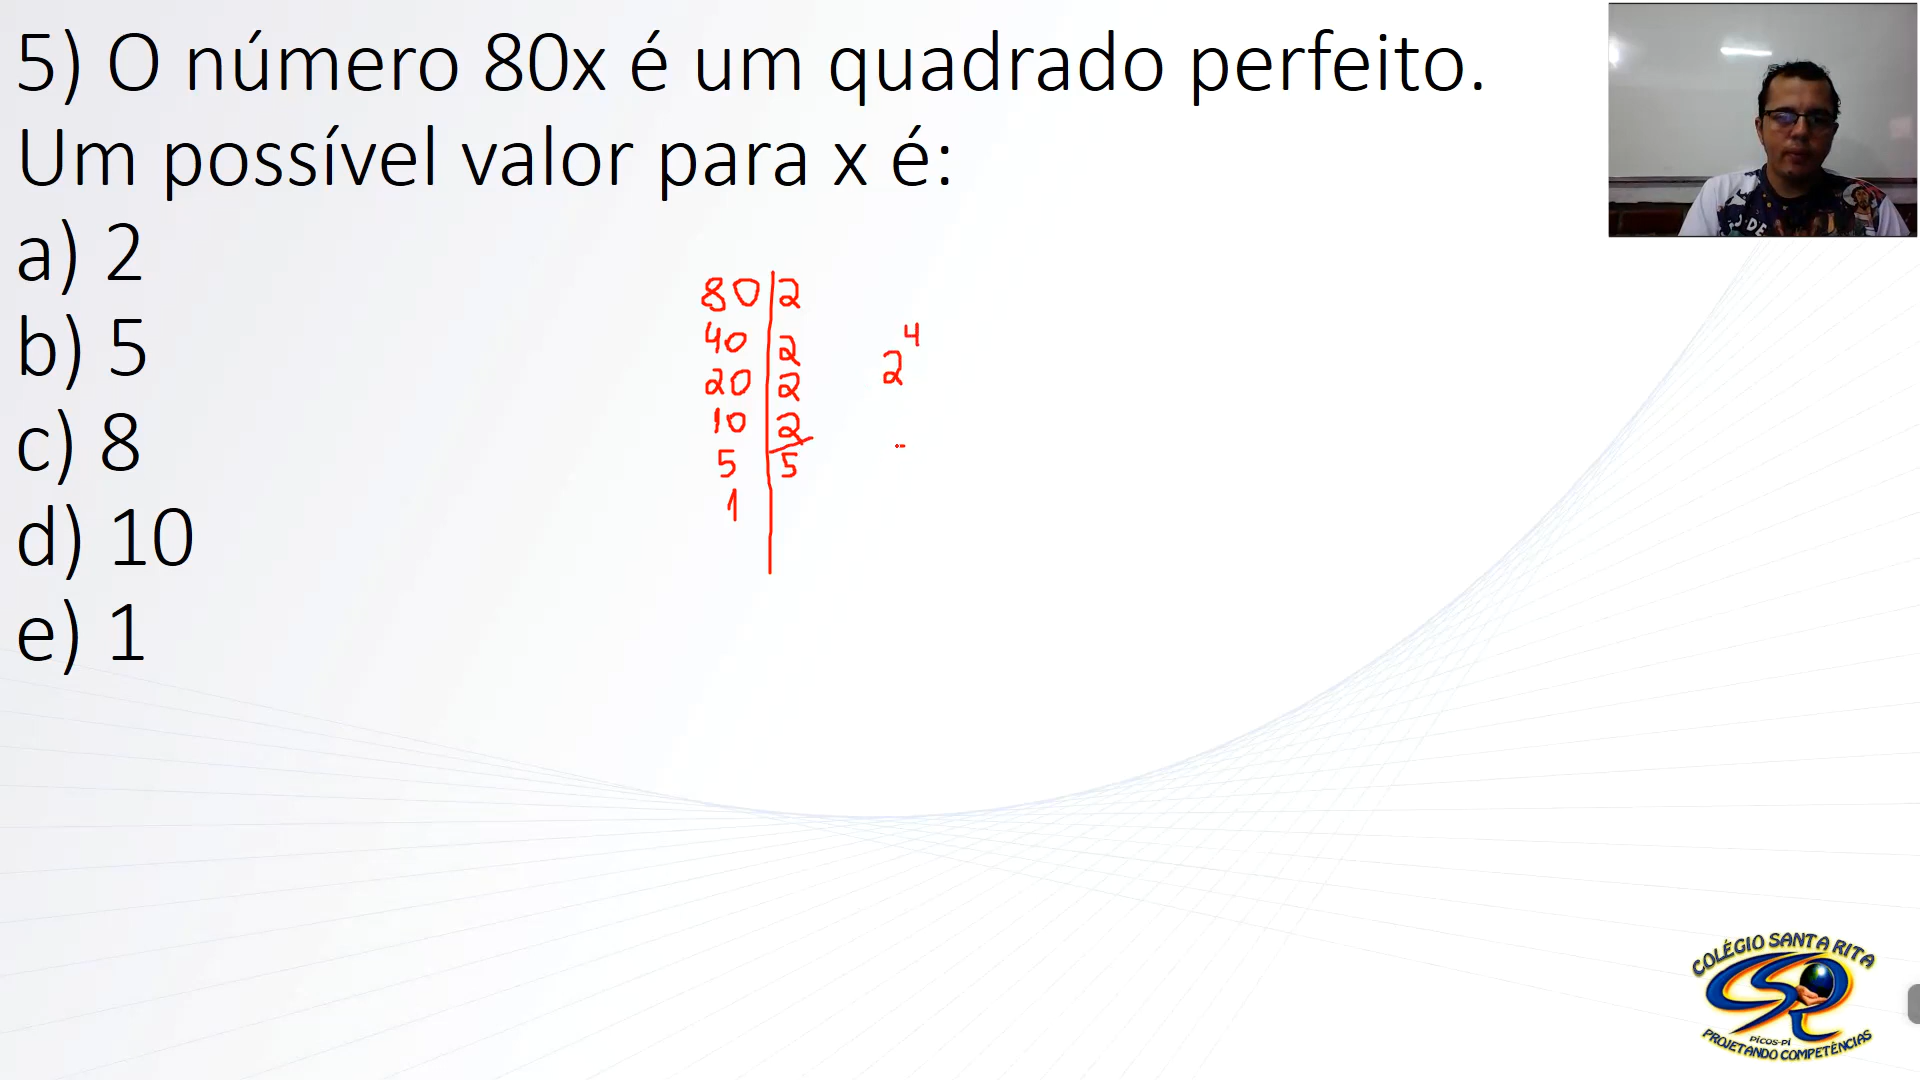 5) O número 80x é um quadrado perfeito.
Um possível valor para x é:
a) 2
b) 5
c) 8
d) 10
e) 1
80 2
40 2
20 2
10 2
5 5
1
2⁴
COLÉGIO SANTA RITA
PICOS-PI
PROJETANDO COMPETÊNCIAS